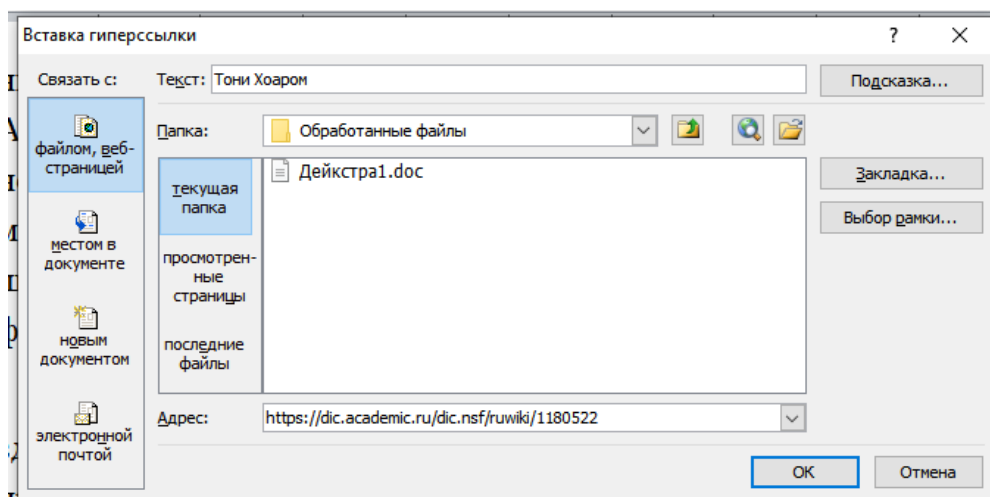 Вставка гиперссылки
? ×
Связать с:
Текст: Тони Хоаром
Подсказка...
файлом, веб-
страницей
местом в
документе
новым
документом
электронной
почтой
Папка:
Обработанные файлы
текущая
папка
просмотрен-
ные
страницы
последние
файлы
Дейкстра1.doc
Закладка...
Выбор рамки...
Адрес:
https://dic.academic.ru/dic.nsf/ruwiki/1180522
ОК
Отмена